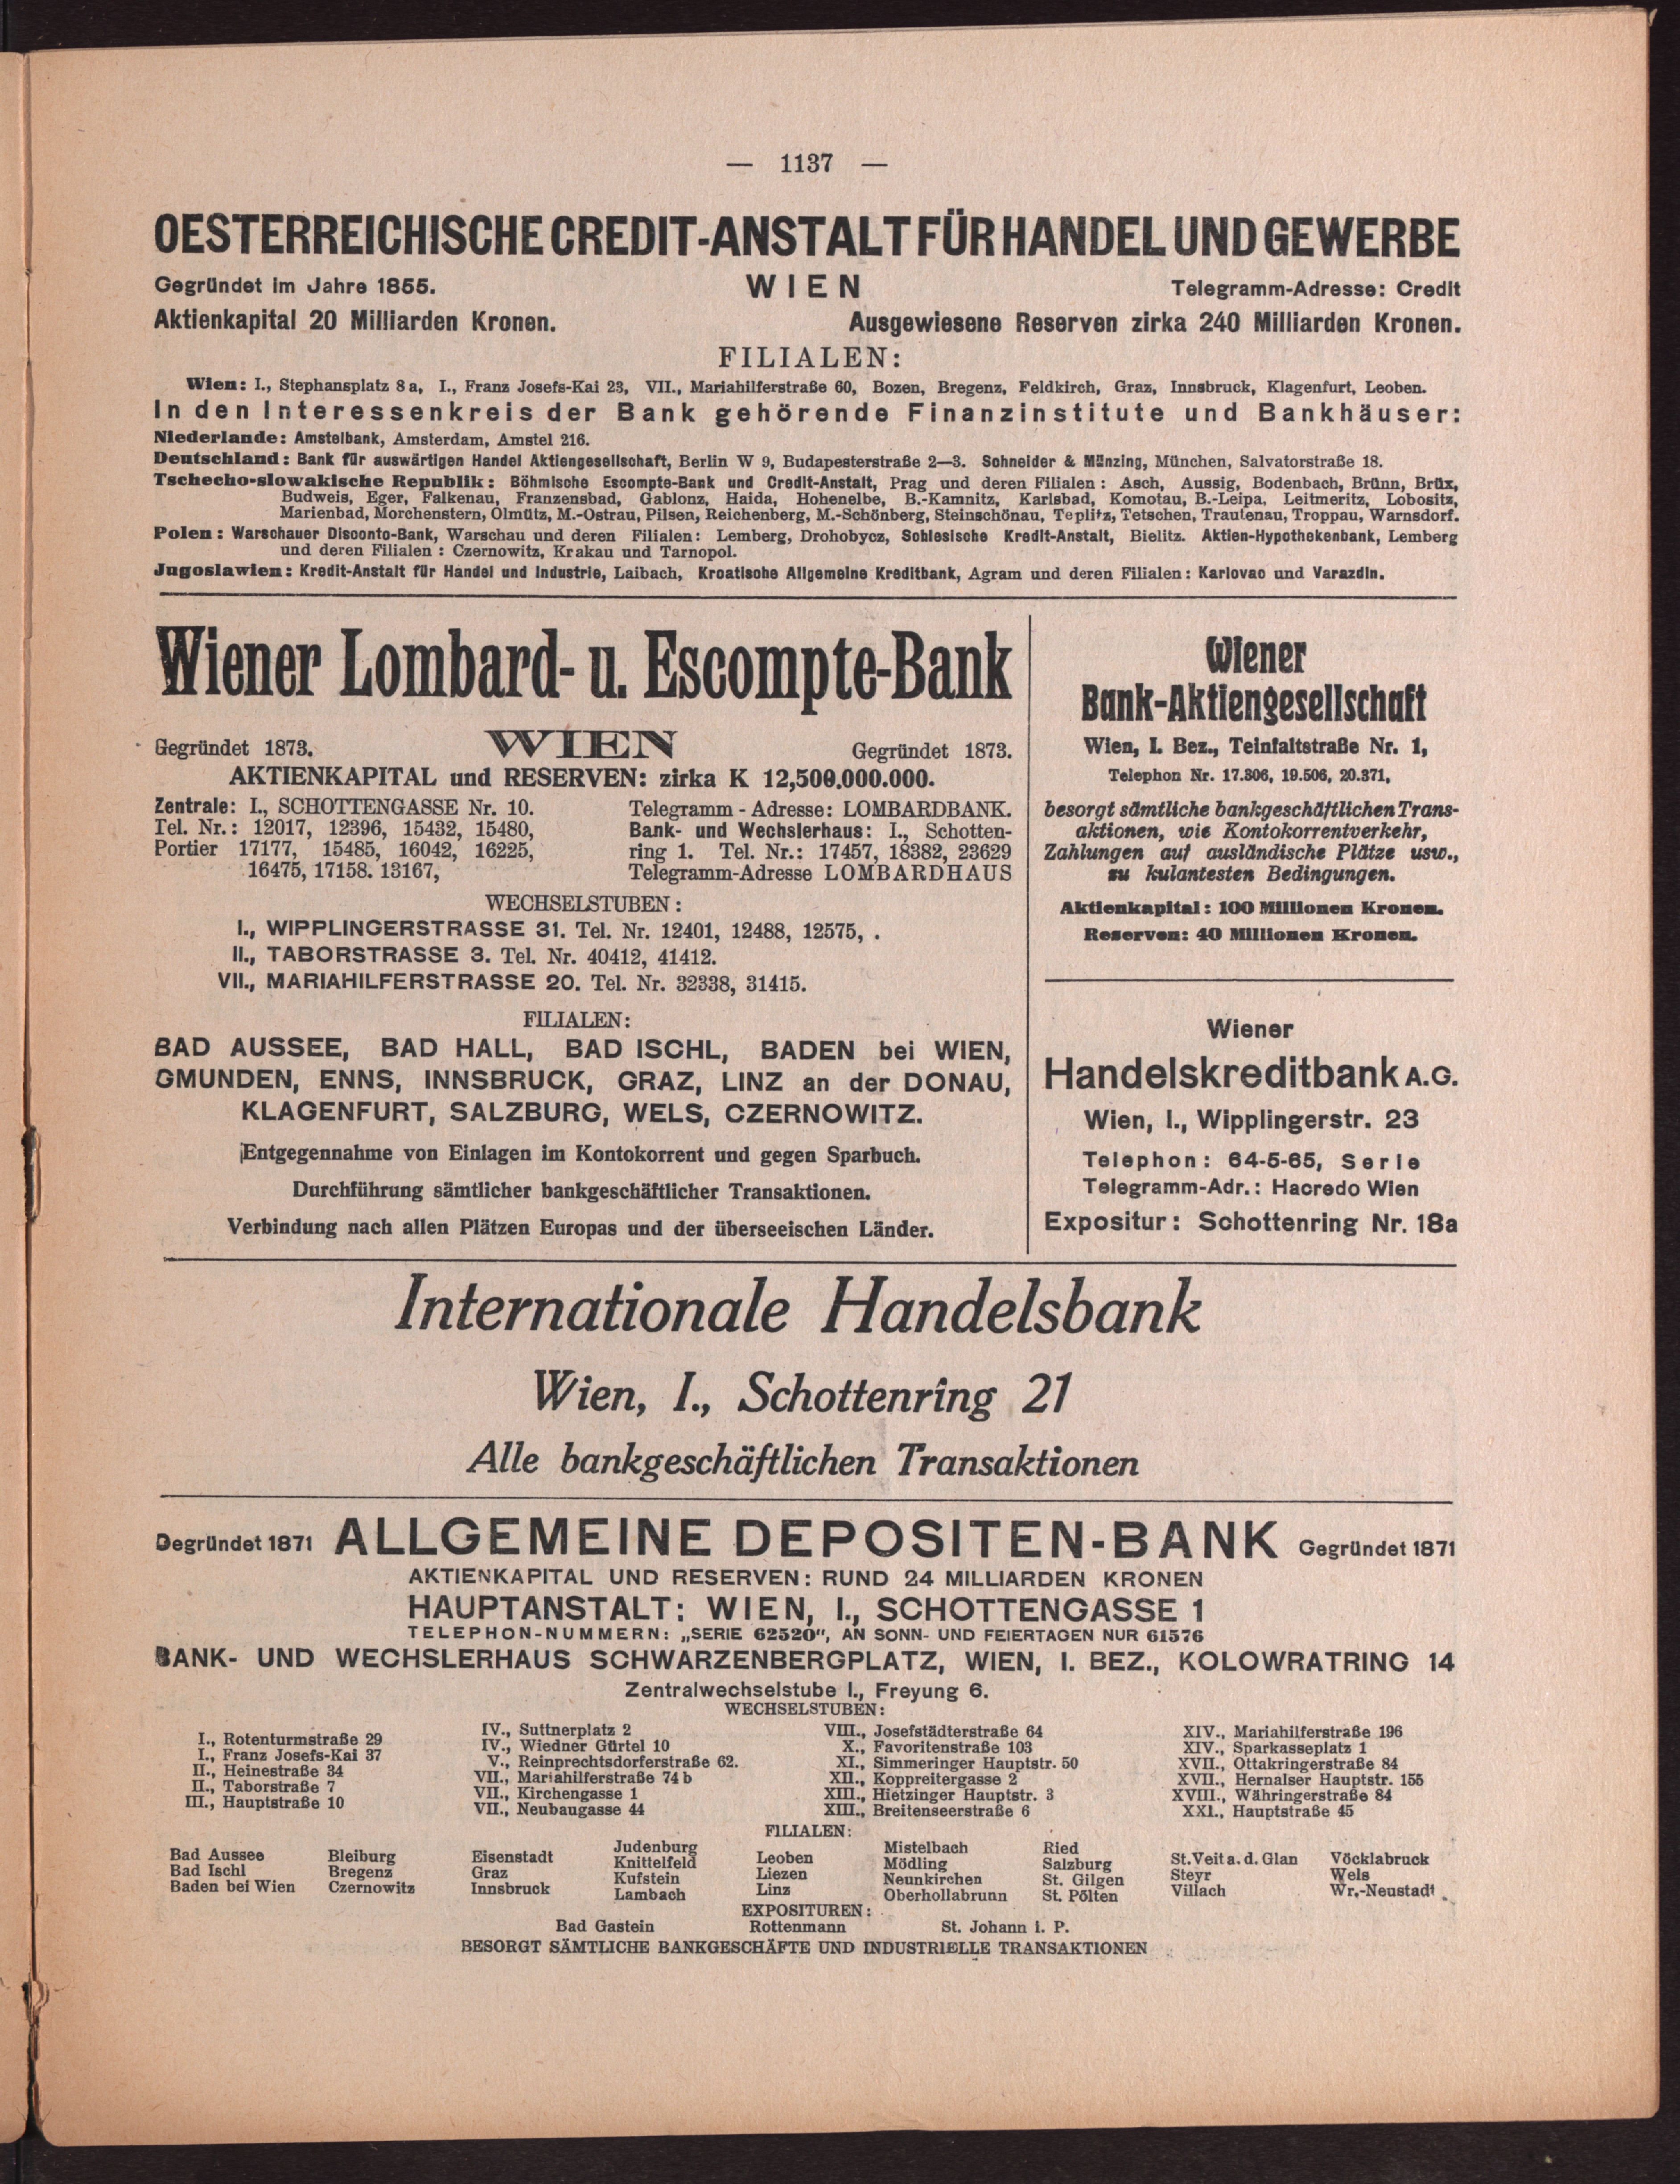 — 1137 —
OESTERREICHISCHE CREDIT-ANSTALT FÜR HANDEL UND GEWERBE
Gegründet im Jahre 1855. WIEN Telegramm-Adresse: Credit
Aktienkapital 20 Milliarden Kronen. Ausgewiesene Reserven zirka 240 Milliarden Kronen.
FILIALEN:
Wien: I., Stephansplatz 8 a, I., Franz Josefs-Kai 23, VII., Mariahilferstraße 60, Bozen, Bregenz, Feldkirch, Graz, Innsbruck, Klagenfurt, Leoben.
In den Interessenkreis der Bank gehörende Finanzinstitute und Bankhäuser:
Niederlande: Amstelbank, Amsterdam, Amstel 216.
Deutschland: Bank für auswärtigen Handel Aktiengesellschaft, Berlin W 9, Budapesterstraße 2—3. Schneider & Münzing, München, Salvatorstraße 18.
Tschecho-slowakische Republik: Böhmische Escompte-Bank und Credit-Anstalt, Prag und deren Filialen: Asch, Aussig, Bodenbach, Brünn, Brüx,
Budweis, Eger, Falkenau, Franzensbad, Gablonz, Haida, Hohenelbe, B.-Kamnitz, Karlsbad, Komotau, B.-Leipa, Leitmeritz, Lobositz,
Marienbad, Morchenstern, Olmütz, M.-Ostrau, Pilsen, Reichenberg, M.-Schönberg, Steinschönau, Teplitz, Tetschen, Trautenau, Troppau, Warnsdorf.
Polen: Warschauer Disconto-Bank, Warschau und deren Filialen: Lemberg, Drohobycz, Schlesische Kredit-Anstalt, Bielitz. Aktien-Hypothekenbank, Lemberg
und deren Filialen: Czernowitz, Krakau und Tarnopol.
Jugoslawien: Kredit-Anstalt für Handel und Industrie, Laibach, Kroatische Allgemeine Kreditbank, Agram und deren Filialen: Karlovac und Varazdin.
Wiener Lombard- u. Escompte-Bank
Gegründet 1873. WIEN Gegründet 1873.
AKTIENKAPITAL und RESERVEN: zirka K 12,500.000.000.
Zentrale: I., SCHOTTENGASSE Nr. 10.
Tel. Nr.: 12017, 12396, 15432, 15480,
Portier 17177, 15485, 16042, 16225,
16475, 17158. 13167,
Telegramm-Adresse: LOMBARDBANK.
Bank- und Wechslerhaus: I., Schotten-
ring 1. Tel. Nr.: 17457, 18382, 23629
Telegramm-Adresse LOMBARDHAUS
WECHSELSTUBEN:
I., WIPPLINGERSTRASSE 31. Tel. Nr. 12401, 12488, 12575, .
II., TABORSTRASSE 3. Tel. Nr. 40412, 41412.
VII., MARIAHILFERSTRASSE 20. Tel. Nr. 32338, 31415.
FILIALEN:
BAD AUSSEE, BAD HALL, BAD ISCHL, BADEN bei WIEN,
GMUNDEN, ENNS, INNSBRUCK, GRAZ, LINZ an der DONAU,
KLAGENFURT, SALZBURG, WELS, CZERNOWITZ.
Entgegennahme von Einlagen im Kontokorrent und gegen Sparbuch.
Durchführung sämtlicher bankgeschäftlicher Transaktionen.
Verbindung nach allen Plätzen Europas und der überseeischen Länder.
Wiener
Bank-Aktiengesellschaft
Wien, I. Bez., Teinfaltstraße Nr. 1,
Telephon Nr. 17.306, 19.506, 20.371,
besorgt sämtliche bankgeschäftlichen Trans-
aktionen, wie Kontokorrentverkehr,
Zahlungen auf ausländische Plätze usw.,
zu kulantesten Bedingungen.
Aktienkapital: 100 Millionen Kronen.
Reserven: 40 Millionen Kronen.
Wiener
Handelskreditbank A.G.
Wien, I., Wipplingerstr. 23
Telephon: 64-5-65, Serie
Telegramm-Adr.: Hacredo Wien
Expositur: Schottenring Nr. 18a
Internationale Handelsbank
Wien, I., Schottenring 21
Alle bankgeschäftlichen Transaktionen
Gegründet 1871 ALLGEMEINE DEPOSITEN-BANK Gegründet 1871
AKTIENKAPITAL UND RESERVEN: RUND 24 MILLIARDEN KRONEN
HAUPTANSTALT: WIEN, I., SCHOTTENGASSE 1
TELEPHON-NUMMERN: „SERIE 62520“, AN SONN- UND FEIERTAGEN NUR 61576
BANK- UND WECHSLERHAUS SCHWARZENBERGPLATZ, WIEN, I. BEZ., KOLOWRATRING 14
Zentralwechselstube I., Freyung 6.
WECHSELSTUBEN:
I., Rotenturmstraße 29
I., Franz Josefs-Kai 37
II., Heinestraße 34
II., Taborstraße 7
III., Hauptstraße 10
IV., Suttnerplatz 2
IV., Wiedner Gürtel 10
V., Reinprechtsdorferstraße 62.
VII., Mariahilferstraße 74 b
VII., Kirchengasse 1
VII., Neubaugasse 44
VIII., Josefstädterstraße 64
X., Favoritenstraße 103
XI., Simmeringer Hauptstr. 50
XII., Koppreitergasse 2
XIII., Hietzinger Hauptstr. 3
XIII., Breitenseerstraße 6
XIV., Mariahilferstraße 196
XIV., Sparkasseplatz 1
XVII., Ottakringerstraße 84
XVII., Hernalser Hauptstr. 155
XVIII., Währingerstraße 84
XXI., Hauptstraße 45
FILIALEN:
Bad Aussee
Bad Ischl
Baden bei Wien
Bleiburg
Bregenz
Czernowitz
Eisenstadt
Graz
Innsbruck
Judenburg
Knittelfeld
Kufstein
Lambach
Leoben
Liezen
Linz
Mistelbach
Mödling
Neunkirchen
Oberhollabrunn
Ried
Salzburg
St. Gilgen
St. Pölten
St. Veit a. d. Glan
Steyr
Villach
Vöcklabruck
Wels
Wr.-Neustadt
EXPOSITUREN:
Bad Gastein Rottenmann St. Johann i. P.
BESORGT SÄMTLICHE BANKGESCHÄFTE UND INDUSTRIELLE TRANSAKTIONEN